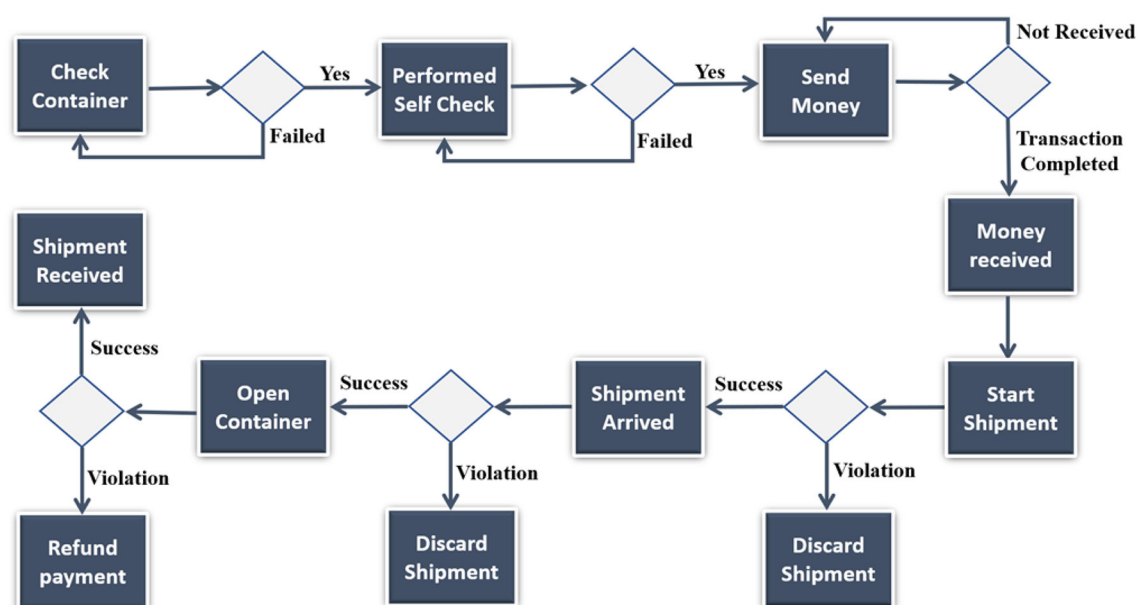 Check
Container
Yes
Failed
Performed
Self Check
Yes
Failed
Send
Money
Not Received
Transaction
Completed
Money
received
Start
Shipment
Success
Violation
Discard
Shipment
Shipment
Arrived
Success
Violation
Discard
Shipment
Open
Container
Success
Shipment
Received
Violation
Refund
payment